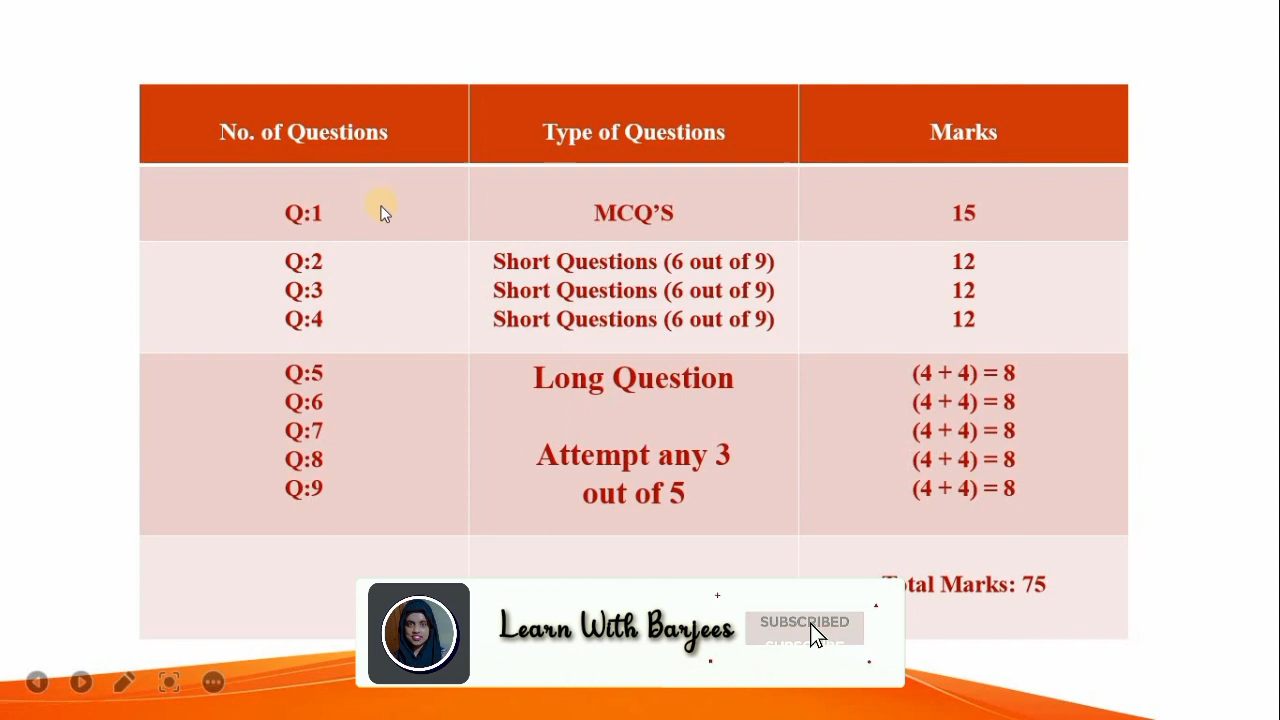 No. of Questions Type of Questions Marks
Q:1 MCQ’S 15
Q:2 Short Questions (6 out of 9) 12
Q:3 Short Questions (6 out of 9) 12
Q:4 Short Questions (6 out of 9) 12
Q:5 Long Question (4 + 4) = 8
Q:6 (4 + 4) = 8
Q:7 (4 + 4) = 8
Q:8 Attempt any 3 (4 + 4) = 8
Q:9 out of 5 (4 + 4) = 8
Total Marks: 75
Learn With Barjees
SUBSCRIBED